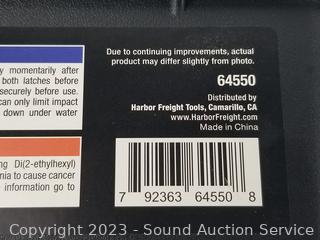 Due to continuing improvements, actual
product may differ slightly from photo.
64550
Distributed by
Harbor Freight Tools, Camarillo, CA
www.HarborFreight.com
Made in China
y momentarily after
both latches before
securely before use.
can only limit impact
down under water
ng Di(2-ethylhexyl)
nia to cause cancer
information go to
7 92363 64550 8
Copyright 2023 - Sound Auction Service